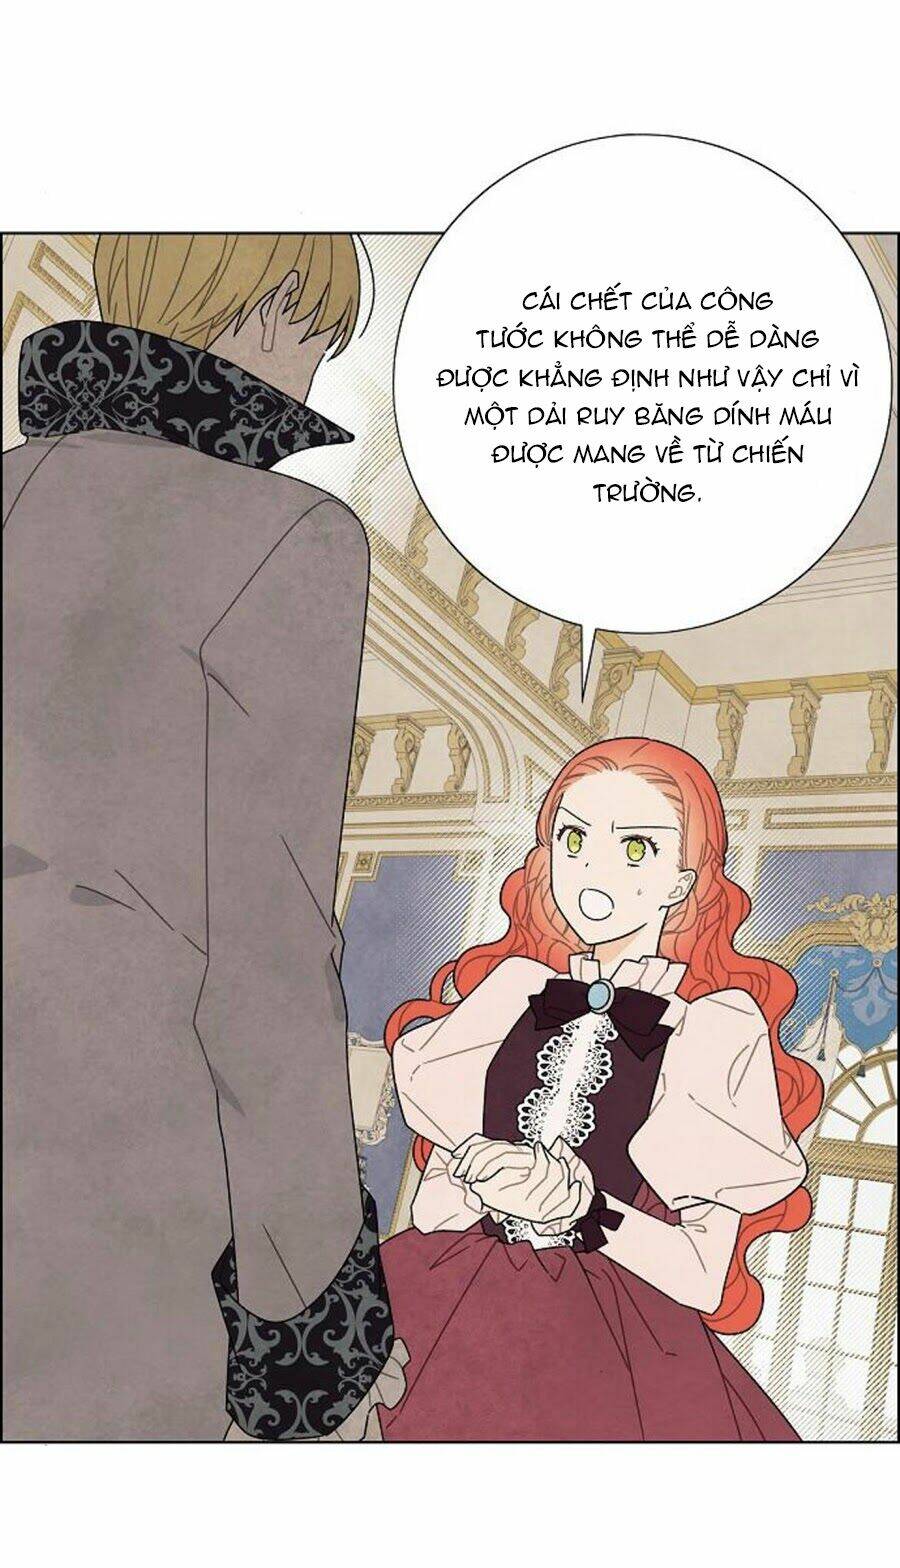 CÁI CHẾT CỦA CÔNG
TƯỚC KHÔNG THỂ DỄ DÀNG
ĐƯỢC KHẲNG ĐỊNH NHƯ VẬY CHỈ VÌ
MỘT DẢI RUY BĂNG DÍNH MÁU
ĐƯỢC MANG VỀ TỪ CHIẾN
TRƯỜNG.